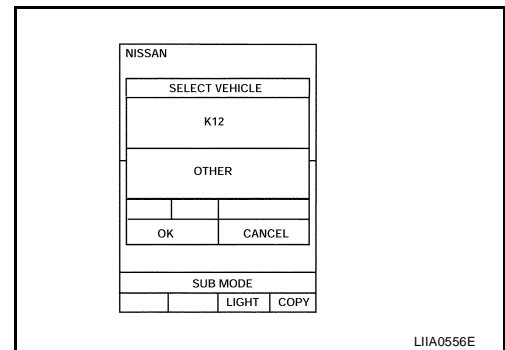 NISSAN
SELECT VEHICLE
K12
OTHER
OK CANCEL
SUB MODE
LIGHT COPY
LIIA0556E